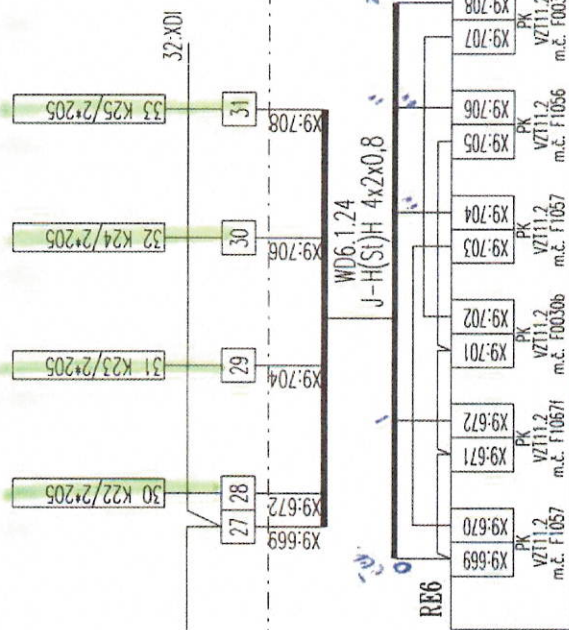 32:XDI
33 K25/2*205
32 K24/2*205
31 K23/2*205
30 K22/2*205
31
30
29
28
27
X9:708
X9:706
X9:704
X9:672
X9:669
WD6.1.24
J-H(St)H 4x2x0,8
RE6
X9:708
X9:707
PK
VZT11.2
X9:706
X9:705
PK
VZT11.2
m.č. F1056
X9:704
X9:703
PK
VZT11.2
m.č. F1057
X9:702
X9:701
PK
VZT11.2
m.č. F0030b
X9:672
X9:671
PK
VZT11.2
m.č. F1067f
X9:670
X9:669
PK
VZT11.2
m.č. F1057